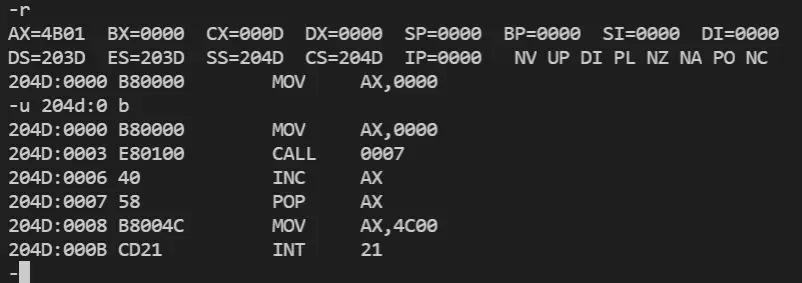 -r
AX=4B01  BX=0000  CX=000D  DX=0000  SP=0000  BP=0000  SI=0000  DI=0000
DS=203D  ES=203D  SS=204D  CS=204D  IP=0000   NV UP DI PL NZ NA PO NC
204D:0000 B80000        MOV     AX,0000
-u 204d:0 b
204D:0000 B80000        MOV     AX,0000
204D:0003 E80100        CALL    0007
204D:0006 40            INC     AX
204D:0007 58            POP     AX
204D:0008 B8004C        MOV     AX,4C00
204D:000B CD21          INT     21
-